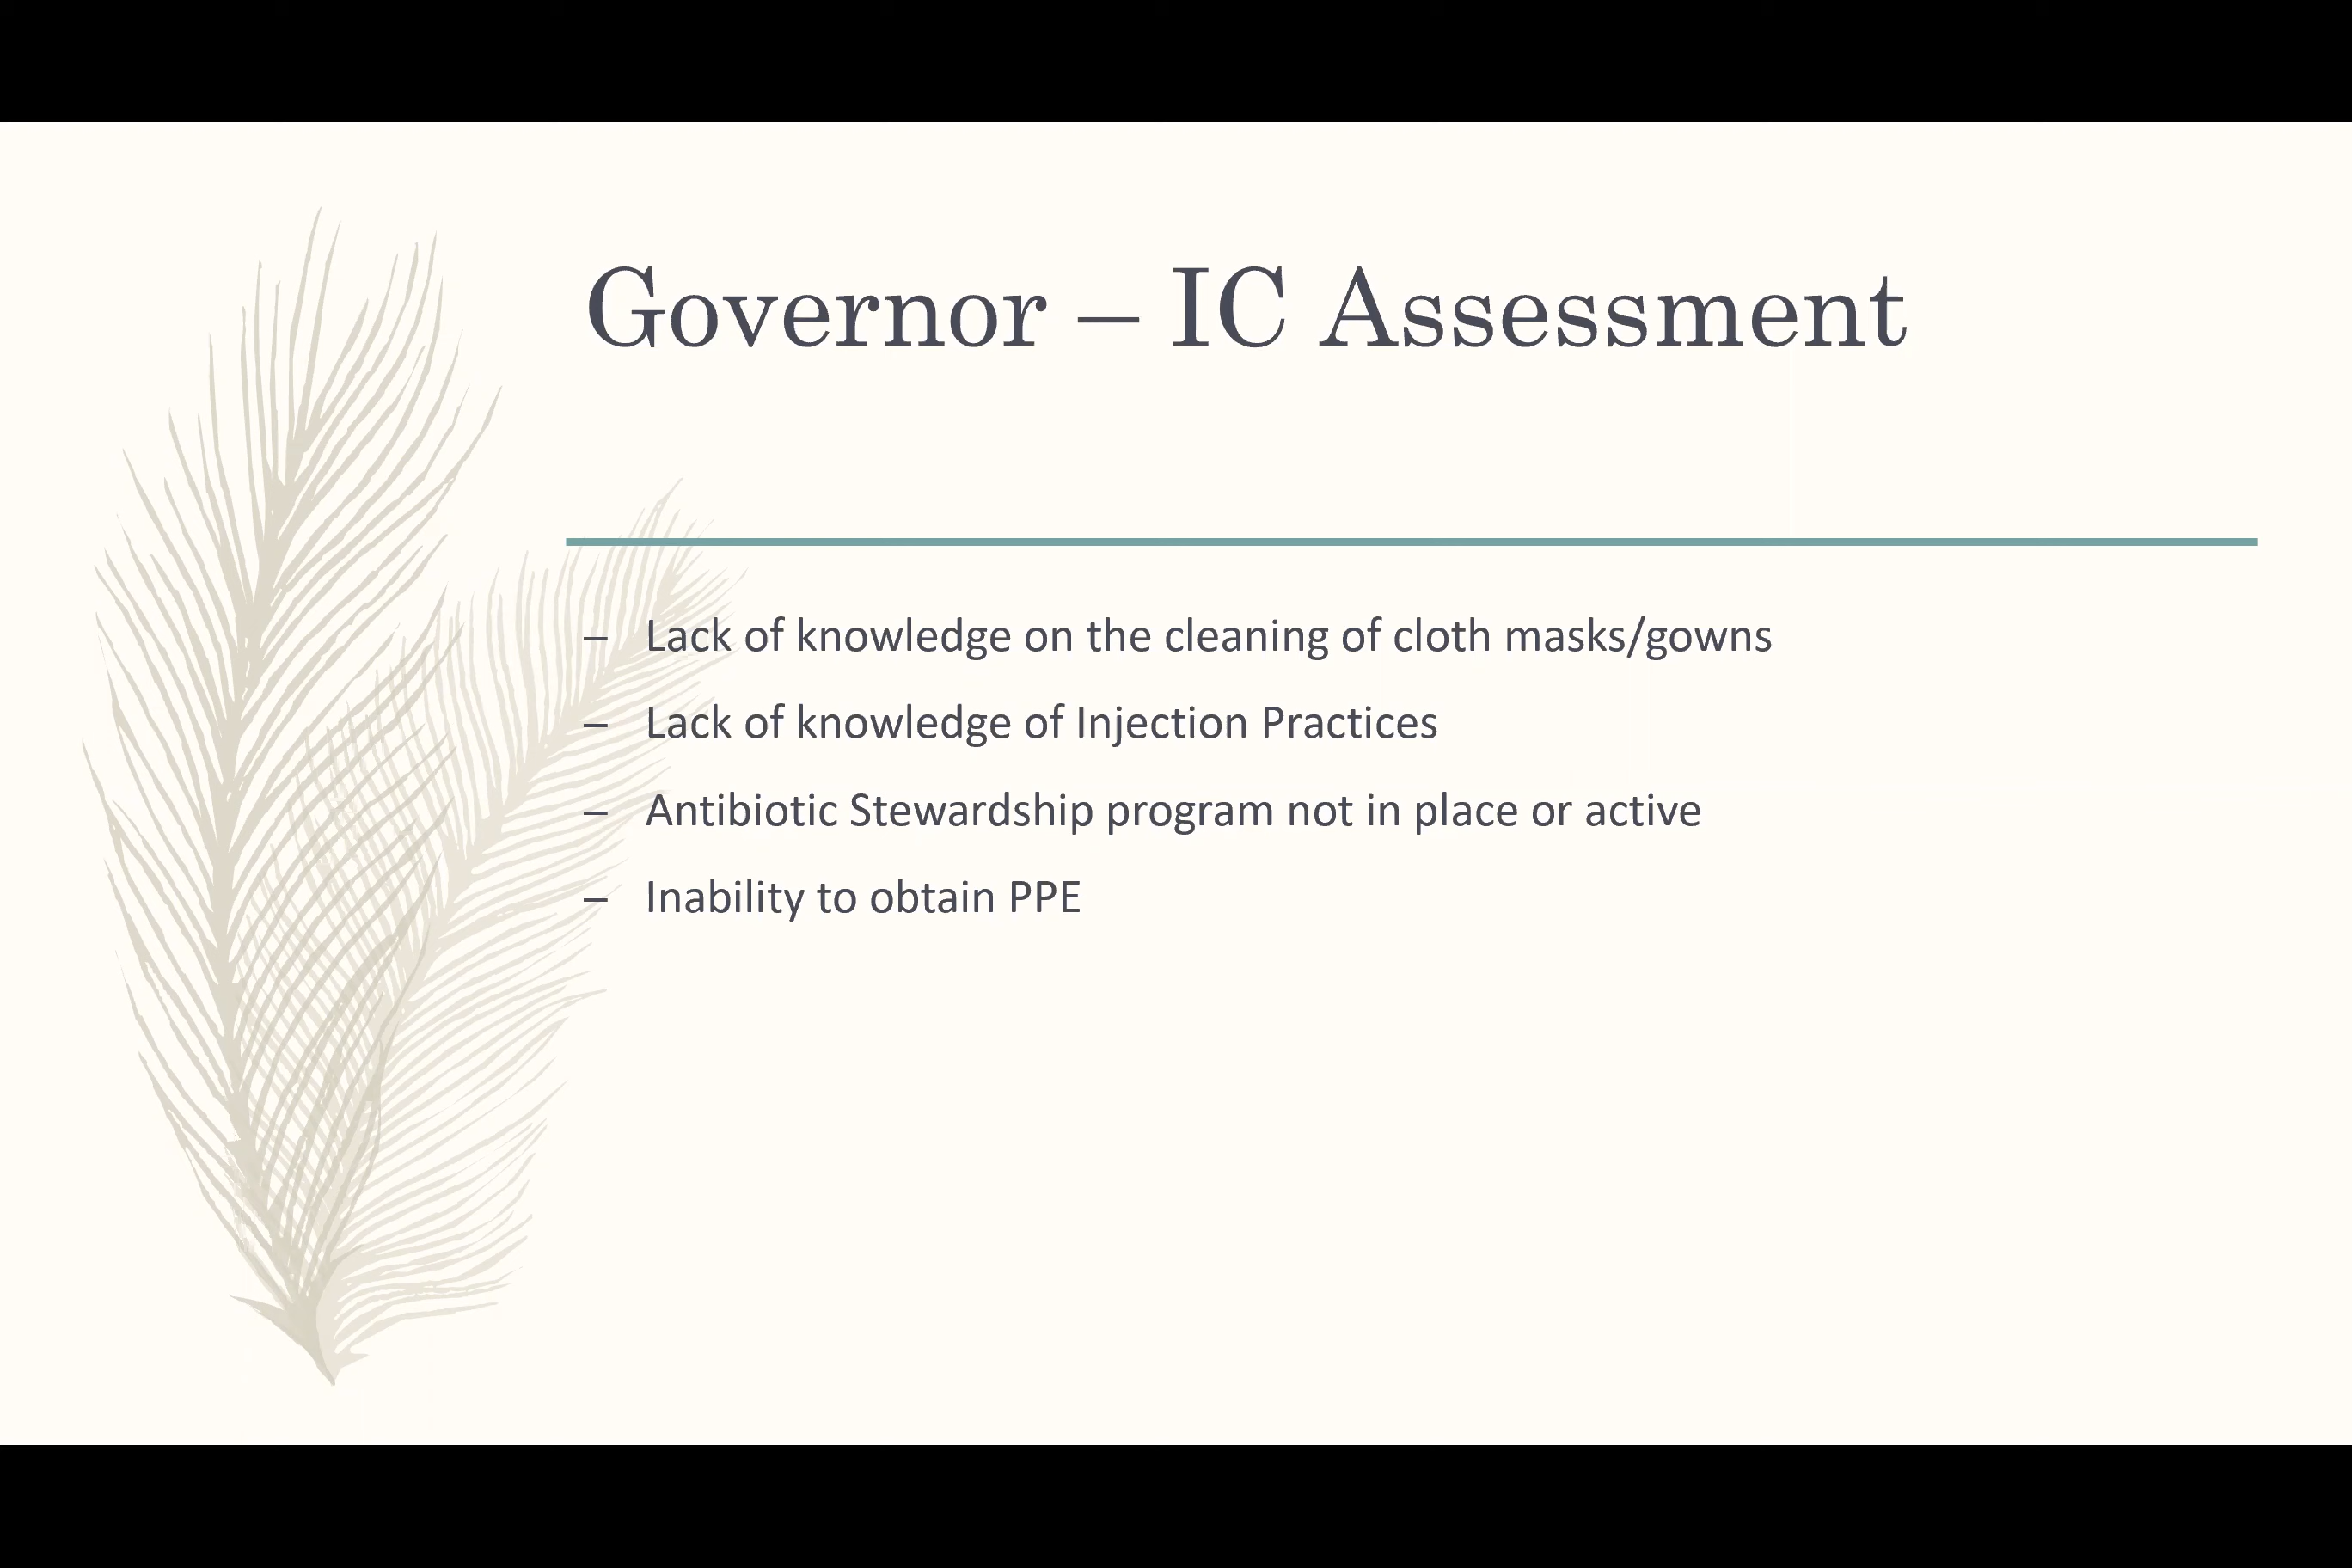 Governor – IC Assessment
– Lack of knowledge on the cleaning of cloth masks/gowns
– Lack of knowledge of Injection Practices
– Antibiotic Stewardship program not in place or active
– Inability to obtain PPE